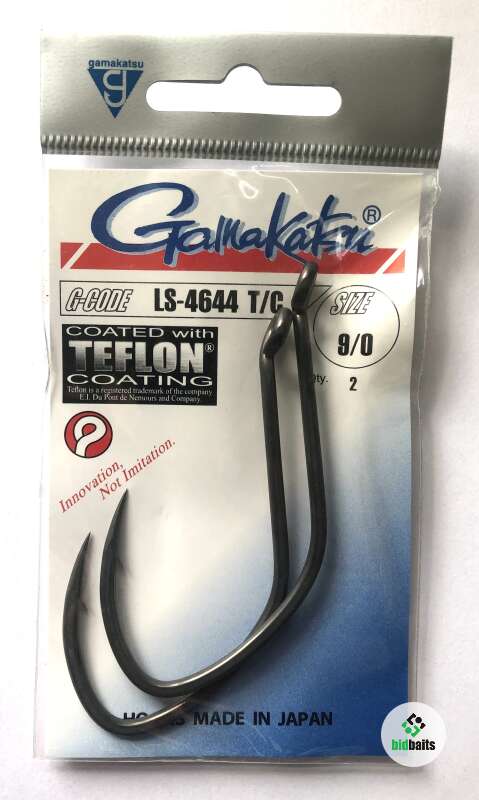 gamakatsu
Gamakatsu®
G-CODE LS-4644 T/C SIZE
9/0
2
COATED with
TEFLON®
COATING
Teflon is a registered trademark of the company
E.I. Du Pont de Nemours and Company.
Innovation,
Not Imitation.
MADE IN JAPAN
bidbaits